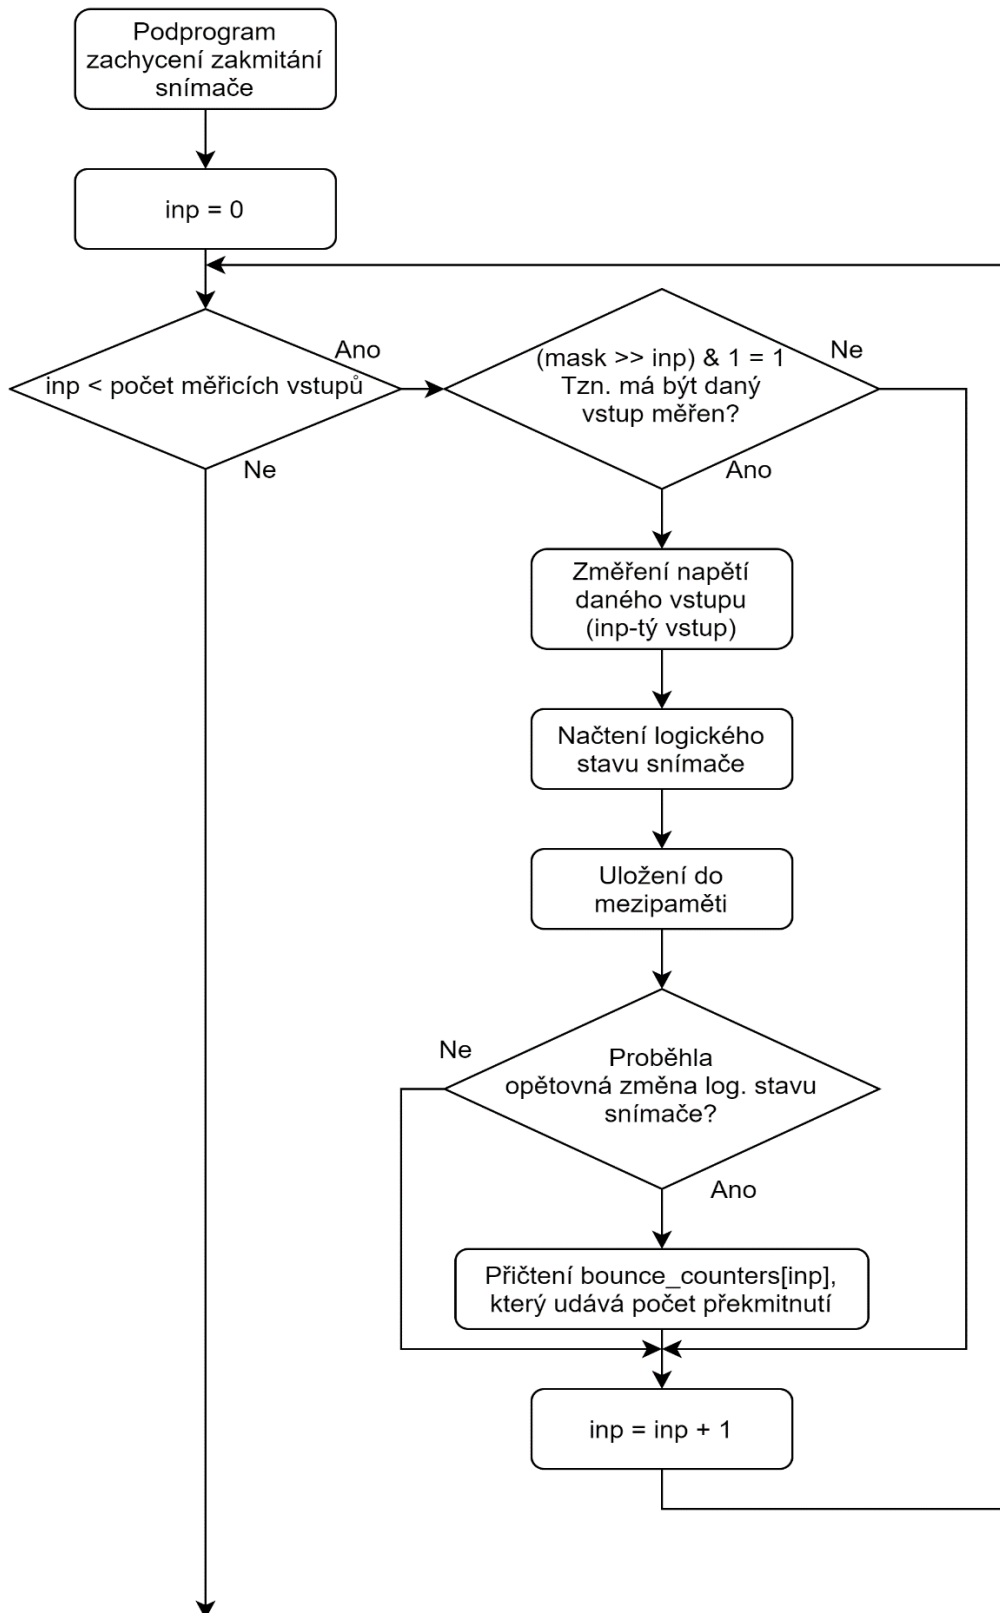 Podprogram
zachycení zakmitání
snímače
inp = 0
inp < počet měřicích vstupů
Ano
Ne
(mask >> inp) & 1 = 1
Tzn. má být daný
vstup měřen?
Ne
Ano
Změření napětí
daného vstupu
(inp-tý vstup)
Načtení logického
stavu snímače
Uložení do
mezipaměti
Ne
Proběhla
opětovná změna log. stavu
snímače?
Ano
Přičtení bounce_counters[inp],
který udává počet překmitnutí
inp = inp + 1